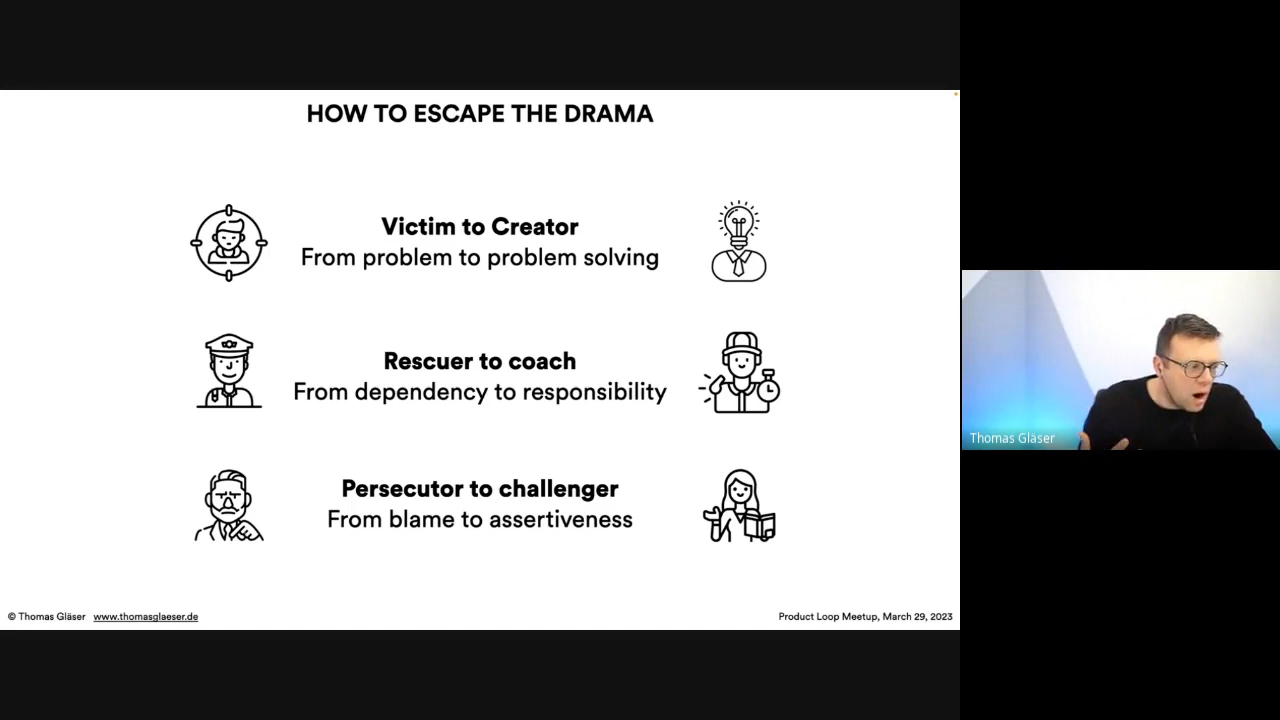 HOW TO ESCAPE THE DRAMA
Victim to Creator
From problem to problem solving
Rescuer to coach
From dependency to responsibility
Persecutor to challenger
From blame to assertiveness
© Thomas Gläser www.thomasglaeser.de
Product Loop Meetup, March 29, 2023
Thomas Gläser